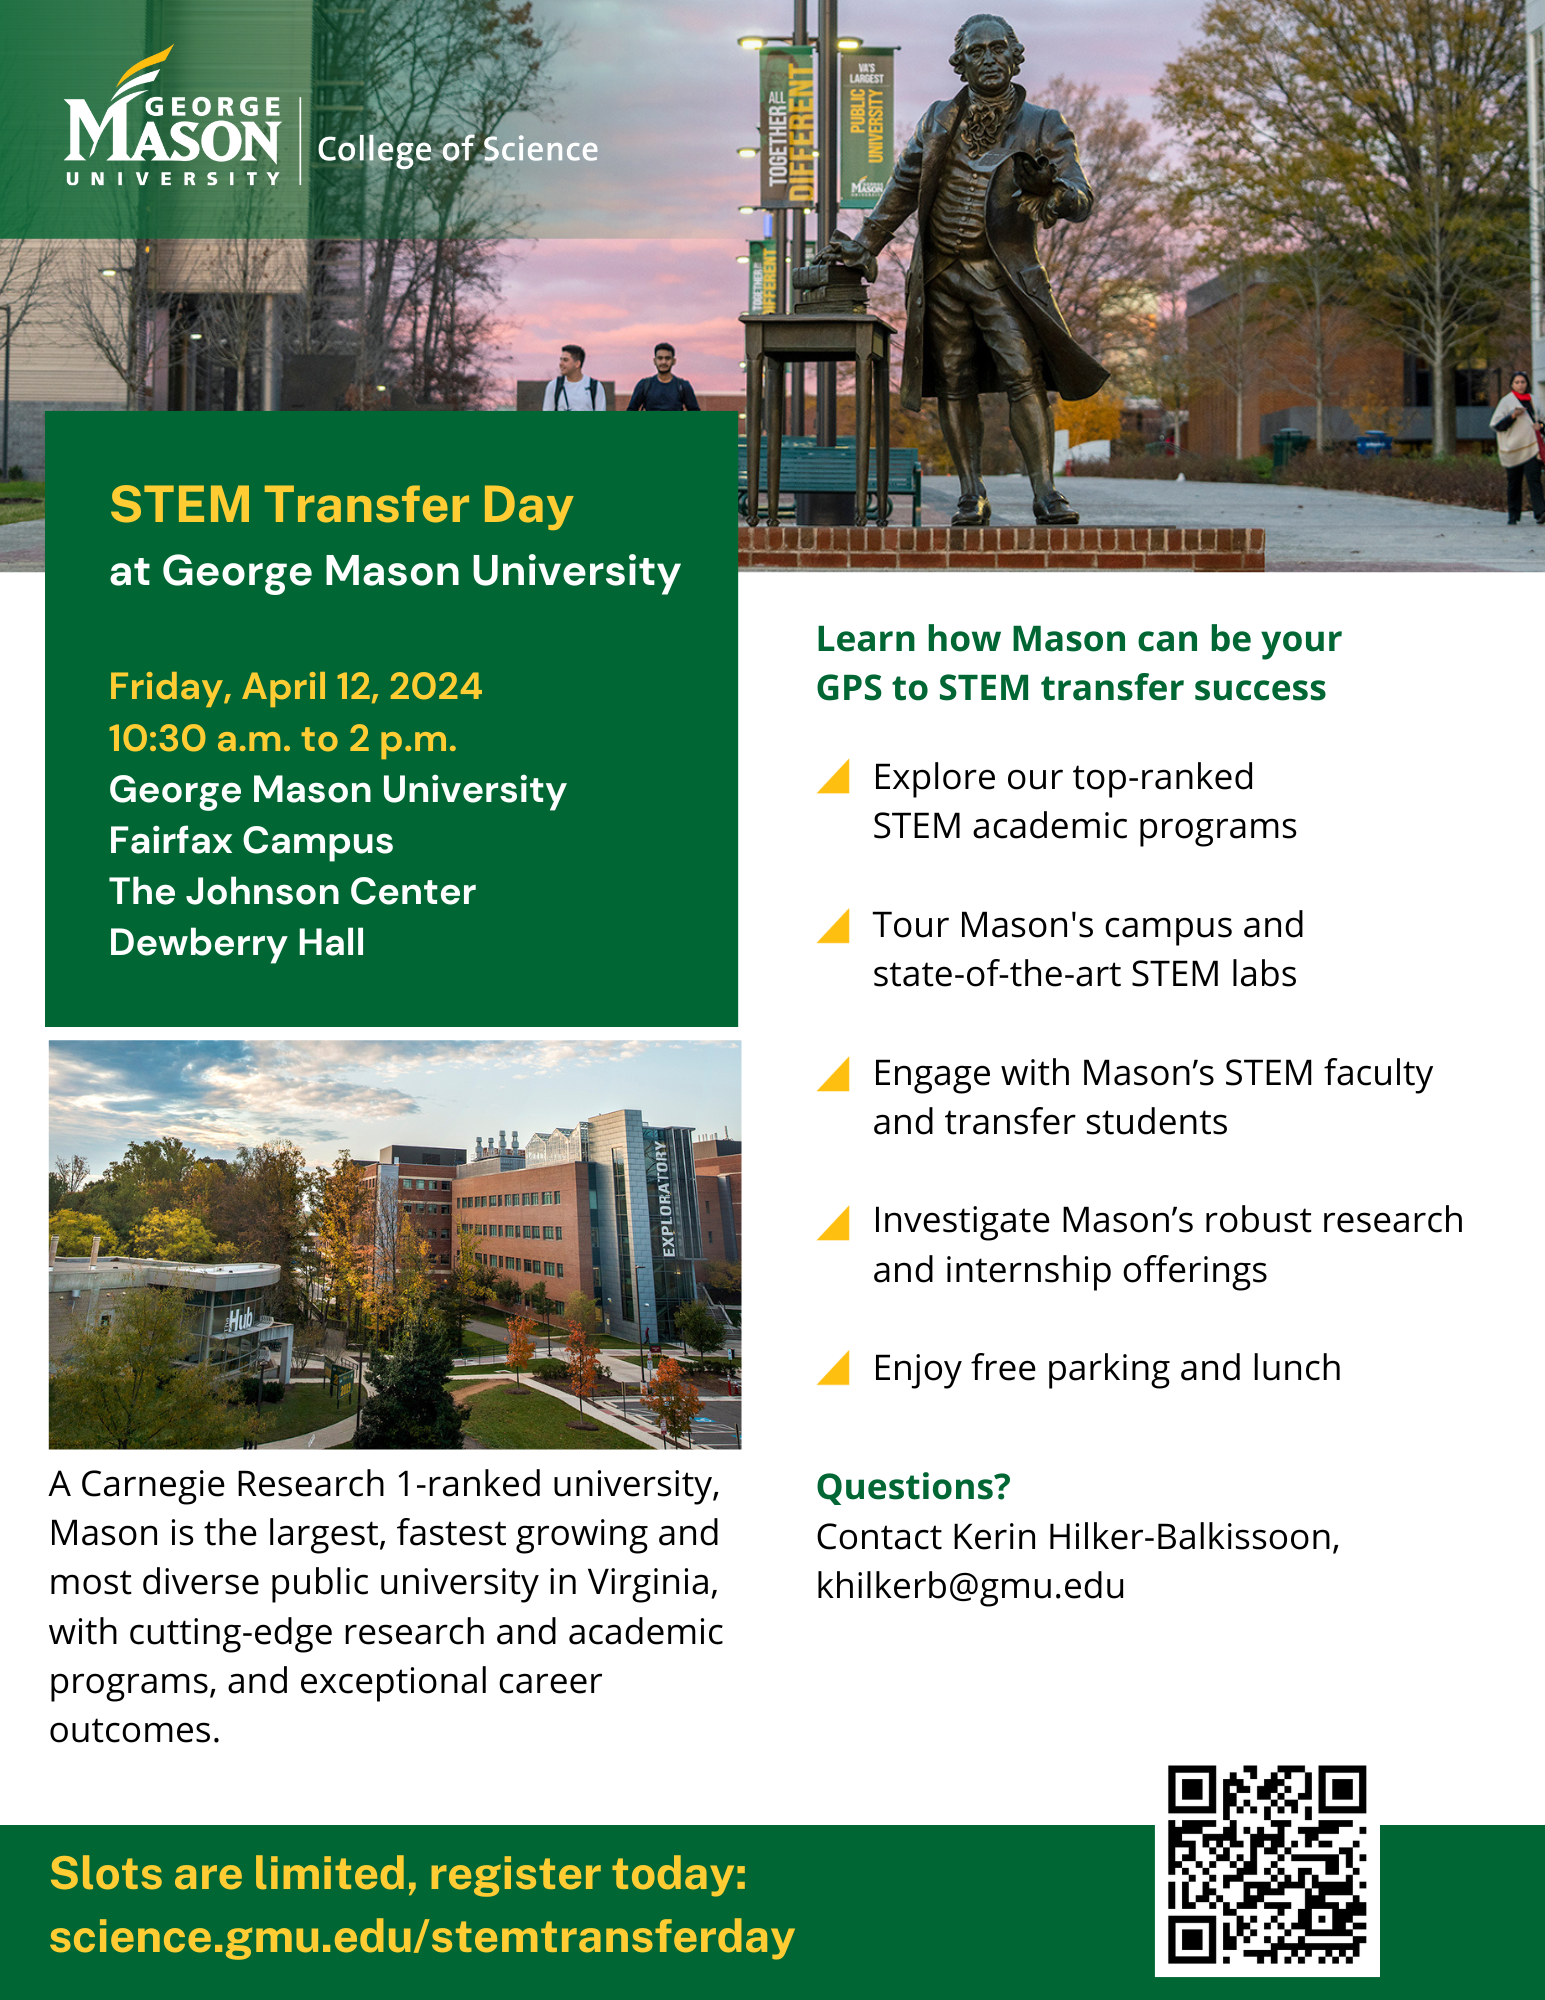 GEORGE
MASON
UNIVERSITY
College of Science
TOGETHER ALL
DIFFERENT
VA'S
LARGEST
PUBLIC
UNIVERSITY
GEORGE
MASON
UNIVERSITY
TOGETHER
DIFFERENT
STEM Transfer Day
at George Mason University
Friday, April 12, 2024
10:30 a.m. to 2 p.m.
George Mason University
Fairfax Campus
The Johnson Center
Dewberry Hall
EXPLORATORY
The Hub
A Carnegie Research 1-ranked university,
Mason is the largest, fastest growing and
most diverse public university in Virginia,
with cutting-edge research and academic
programs, and exceptional career
outcomes.
Learn how Mason can be your
GPS to STEM transfer success
Explore our top-ranked
STEM academic programs
Tour Mason's campus and
state-of-the-art STEM labs
Engage with Mason’s STEM faculty
and transfer students
Investigate Mason’s robust research
and internship offerings
Enjoy free parking and lunch
Questions?
Contact Kerin Hilker-Balkissoon,
khilkerb@gmu.edu
Slots are limited, register today:
science.gmu.edu/stemtransferday